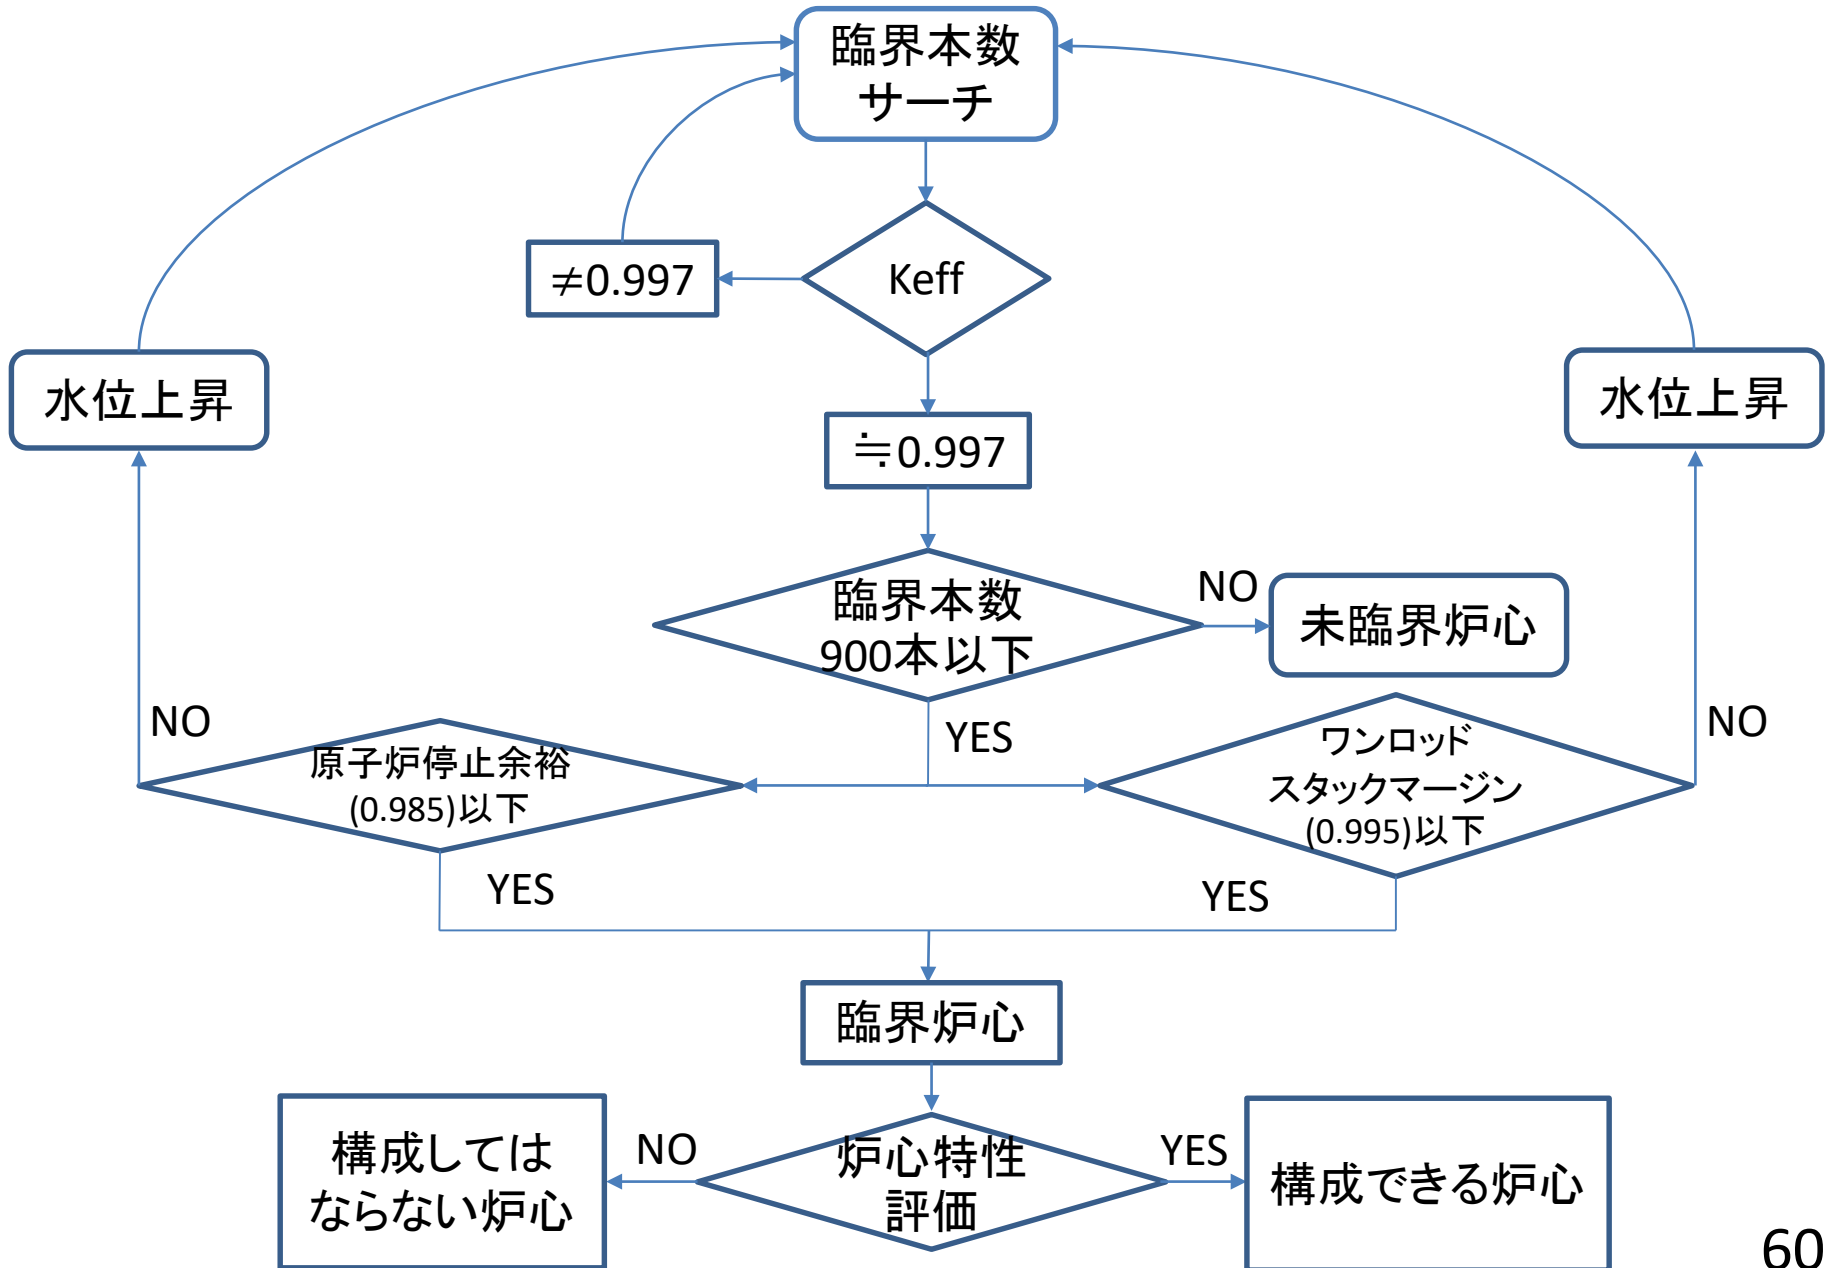 臨界本数
サーチ
Keff
≠0.997
水位上昇
水位上昇
≒0.997
臨界本数
900本以下
NO
未臨界炉心
YES
NO
原子炉停止余裕
(0.985)以下
ワンロッド
スタックマージン
(0.995)以下
NO
YES
YES
臨界炉心
炉心特性
評価
NO
構成しては
ならない炉心
YES
構成できる炉心
60